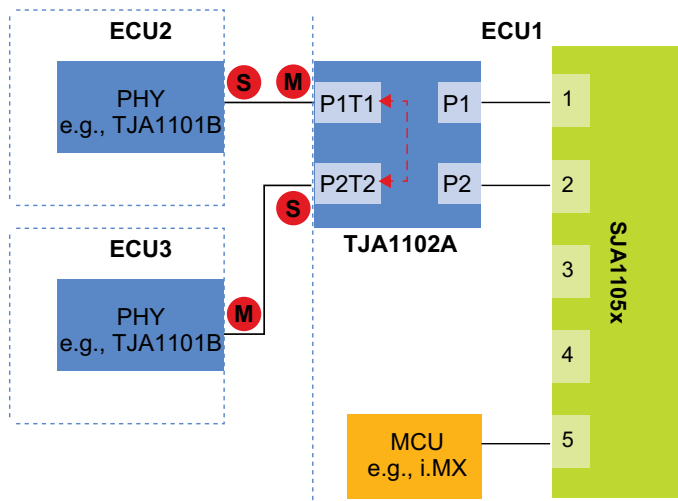 ECU2
ECU1
S
M
PHY
e.g., TJA1101B
P1T1
P1
1
P2T2
P2
2
S
TJA1102A
ECU3
3
SJA1105x
PHY
e.g., TJA1101B
M
4
MCU
e.g., i.MX
5